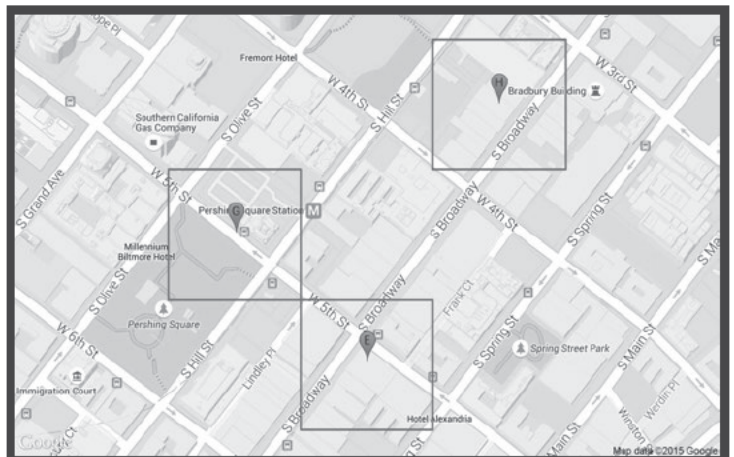 W 3rd St
Fremont Hotel
W 4th St
S Hill St
H
Bradbury Building
Southern California
Gas Company
S Olive St
S Broadway
S Grand Ave
W 5th St
Pershing Square Station
G
M
S Broadway
W 4th St
S Spring St
Millennium
Biltmore Hotel
S Olive St
Pershing Square
W 5th St
S Broadway
Frank Ct
E
W 6th St
S Hill St
Lindley Pl
S Spring St
Spring Street Park
S Main St
Immigration Court
S Broadway
Hotel Alexandria
Werdin Pl
Winston
Main St
Google
Map data ©2015 Google